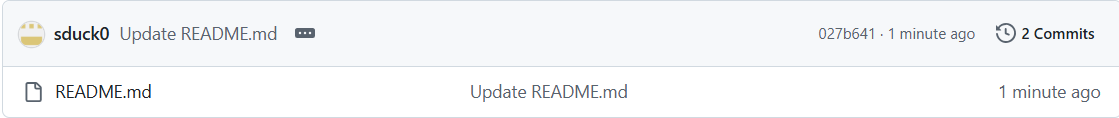 sduck0 Update README.md 027b641 · 1 minute ago 2 Commits
README.md Update README.md 1 minute ago